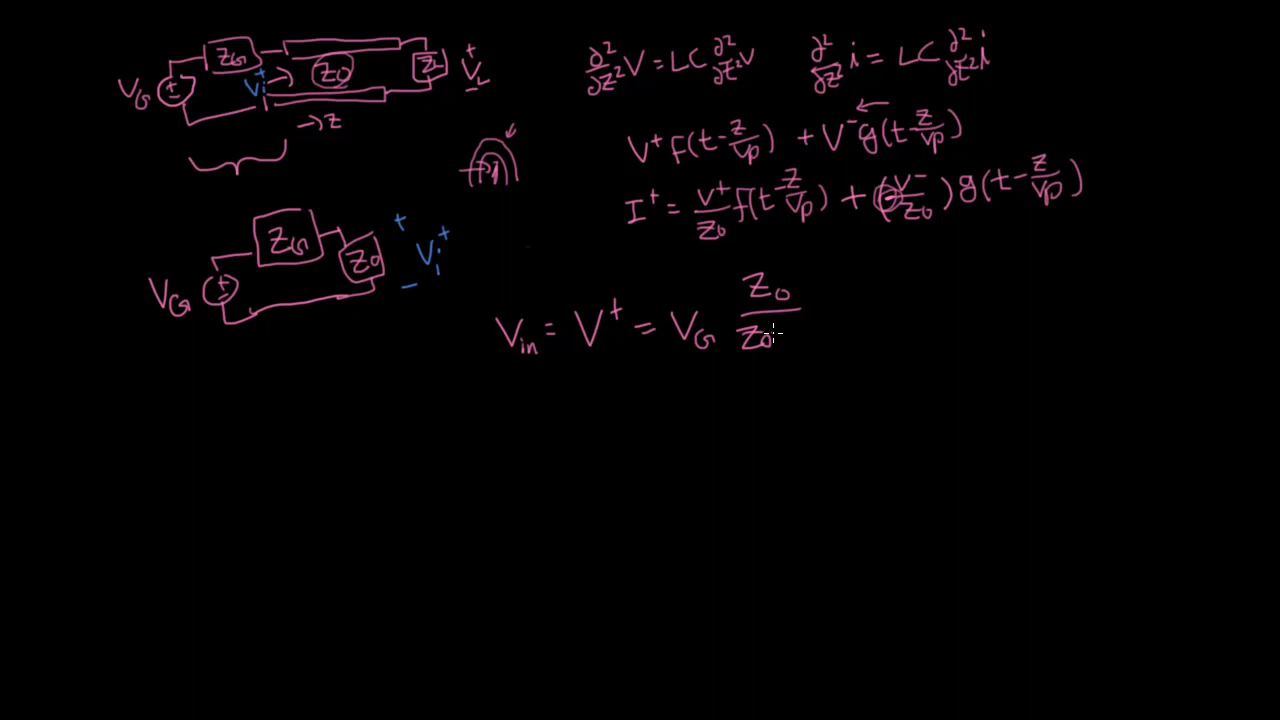 V_G Z_G V_i^+ → Z_0 Z_L + V_L −
→ z
∂²/∂z² V = LC ∂²/∂t² V
∂²/∂z² i = LC ∂²/∂t² i
V⁺ f(t − z/v_p) + V⁻ g(t − z/v_p)
I⁺ = V⁺/Z_0 f(t − z/v_p) + (−V⁻/Z_0) g(t − z/v_p)
V_G ± Z_G Z_0 + V_i^+ −
V_in = V⁺ = V_G Z_0/Z_0